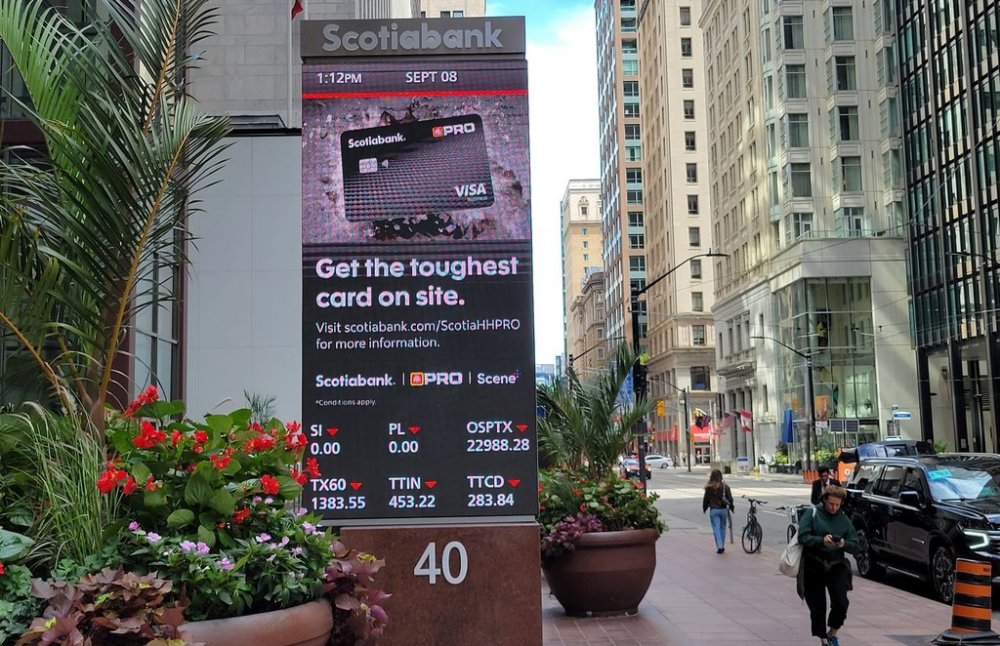 Scotiabank
1:12PM SEPT 08
Scotiabank. PRO
VISA
Get the toughest
card on site.
Visit scotiabank.com/ScotiaHHPRO
for more information.
Scotiabank. | PRO | Scene+
*Conditions apply.
SI PL OSPTX
0.00 0.00 22988.28
TX60 TTIN TTCD
1383.55 453.22 283.84
40